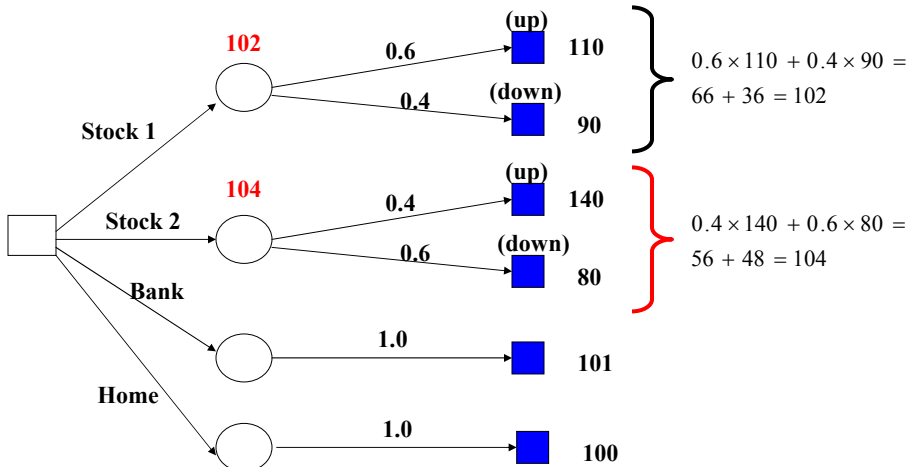 (up)
102
0.6
110
0.6 × 110 + 0.4 × 90 =
66 + 36 = 102
(down)
0.4
90
Stock 1
(up)
104
0.4
140
0.4 × 140 + 0.6 × 80 =
56 + 48 = 104
Stock 2
(down)
0.6
80
Bank
1.0
101
Home
1.0
100